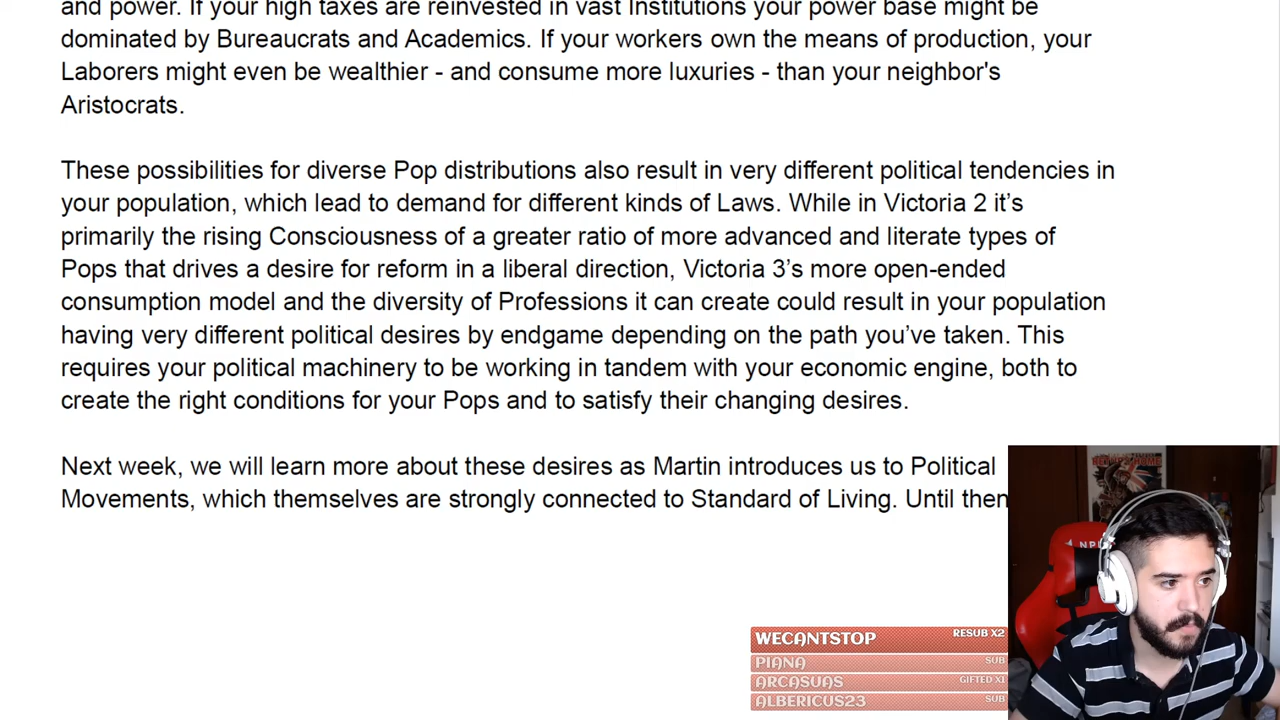 and power. If your high taxes are reinvested in vast Institutions your power base might be
dominated by Bureaucrats and Academics. If your workers own the means of production, your
Laborers might even be wealthier - and consume more luxuries - than your neighbor's
Aristocrats.
These possibilities for diverse Pop distributions also result in very different political tendencies in
your population, which lead to demand for different kinds of Laws. While in Victoria 2 it’s
primarily the rising Consciousness of a greater ratio of more advanced and literate types of
Pops that drives a desire for reform in a liberal direction, Victoria 3’s more open-ended
consumption model and the diversity of Professions it can create could result in your population
having very different political desires by endgame depending on the path you’ve taken. This
requires your political machinery to be working in tandem with your economic engine, both to
create the right conditions for your Pops and to satisfy their changing desires.
Next week, we will learn more about these desires as Martin introduces us to Political
Movements, which themselves are strongly connected to Standard of Living. Until then
WECANTSTOP RESUB X2
PIANA SUB
ARCASUAS GIFTED X1
ALBERICUS23 SUB